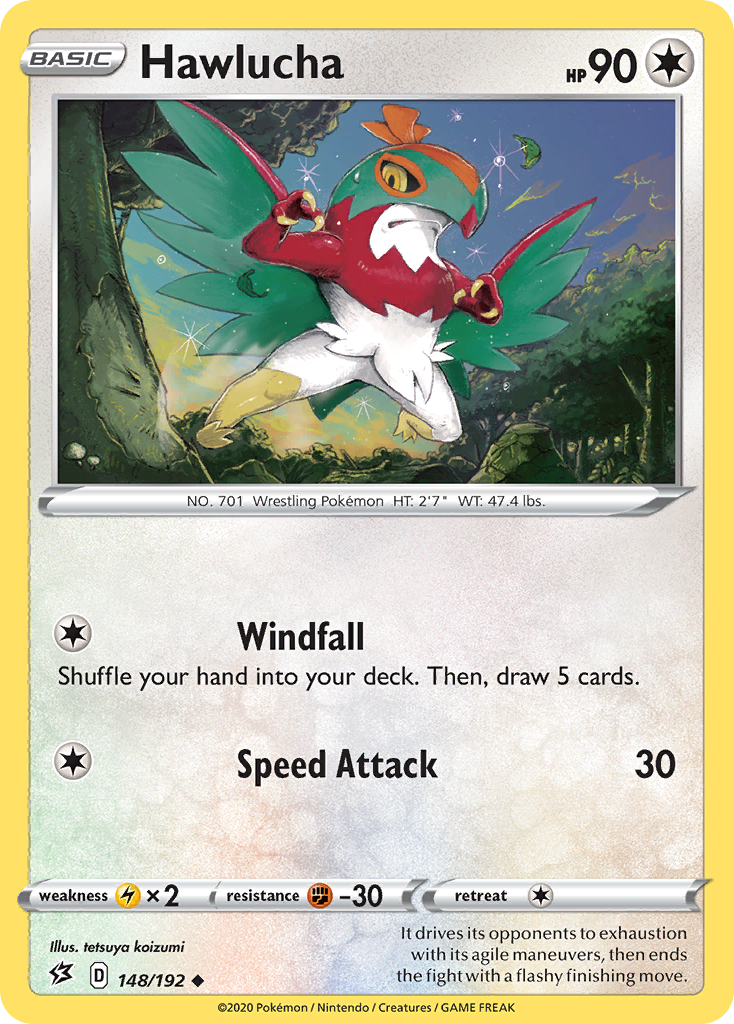 BASIC Hawlucha HP 90
NO. 701 Wrestling Pokémon HT: 2'7" WT: 47.4 lbs.
Windfall
Shuffle your hand into your deck. Then, draw 5 cards.
Speed Attack 30
weakness ×2 resistance -30 retreat
Illus. tetsuya koizumi
D 148/192
It drives its opponents to exhaustion
with its agile maneuvers, then ends
the fight with a flashy finishing move.
©2020 Pokémon / Nintendo / Creatures / GAME FREAK